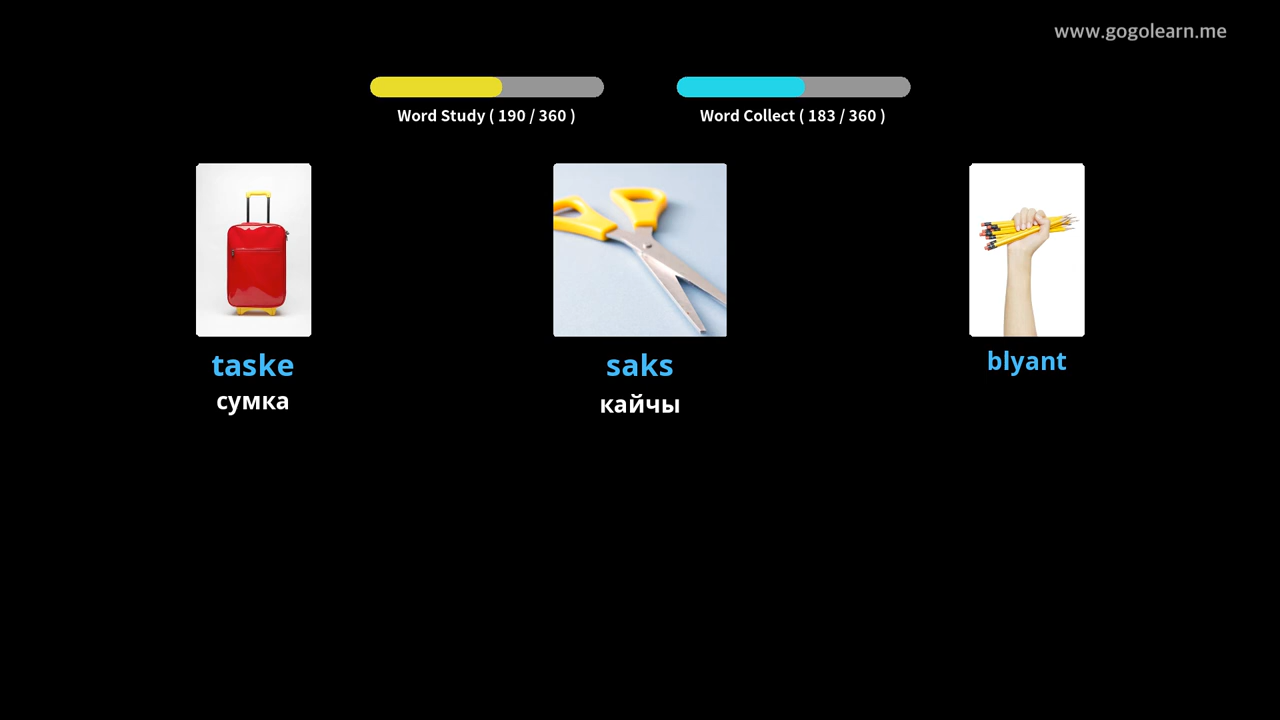 www.gogolearn.me
Word Study ( 190 / 360 )
Word Collect ( 183 / 360 )
taske
сумка
saks
кайчы
blyant